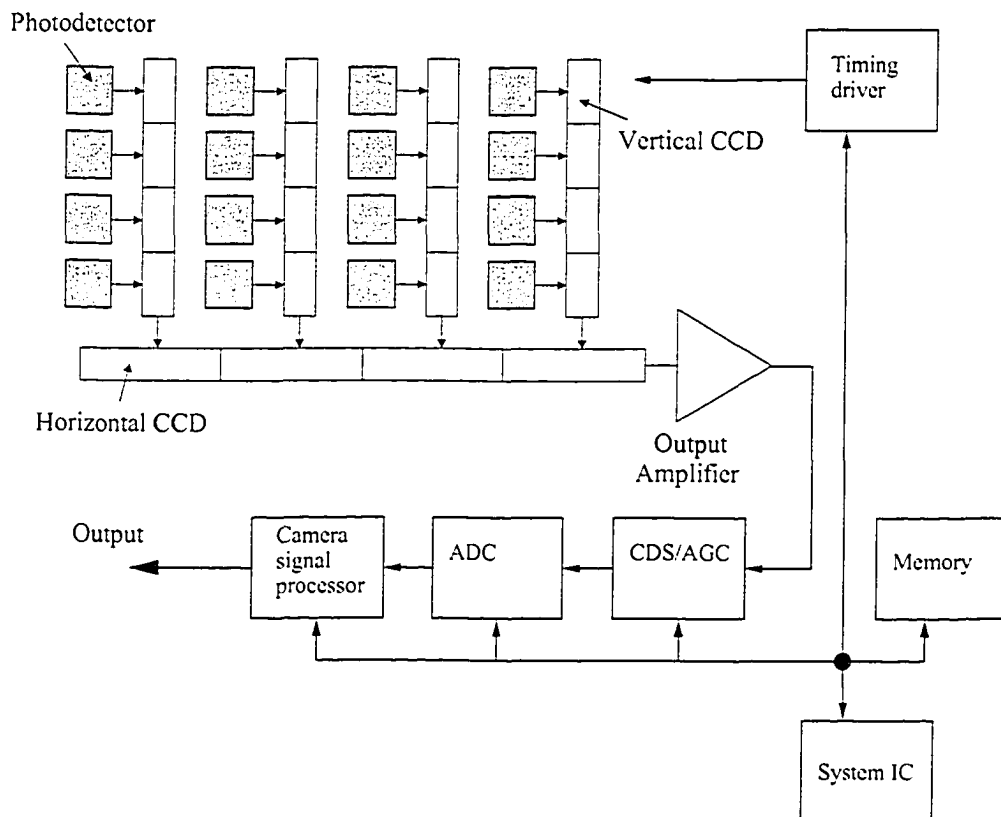 Photodetector
Timing
driver
Vertical CCD
Horizontal CCD
Output
Amplifier
Output
Camera
signal
processor
ADC
CDS/AGC
Memory
System IC